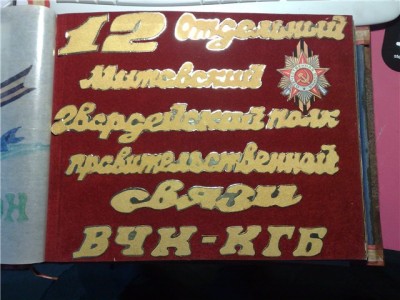 12 Отдельный
Митавский
Гвардейский полк
правительственной
связи
ВЧК-КГБ